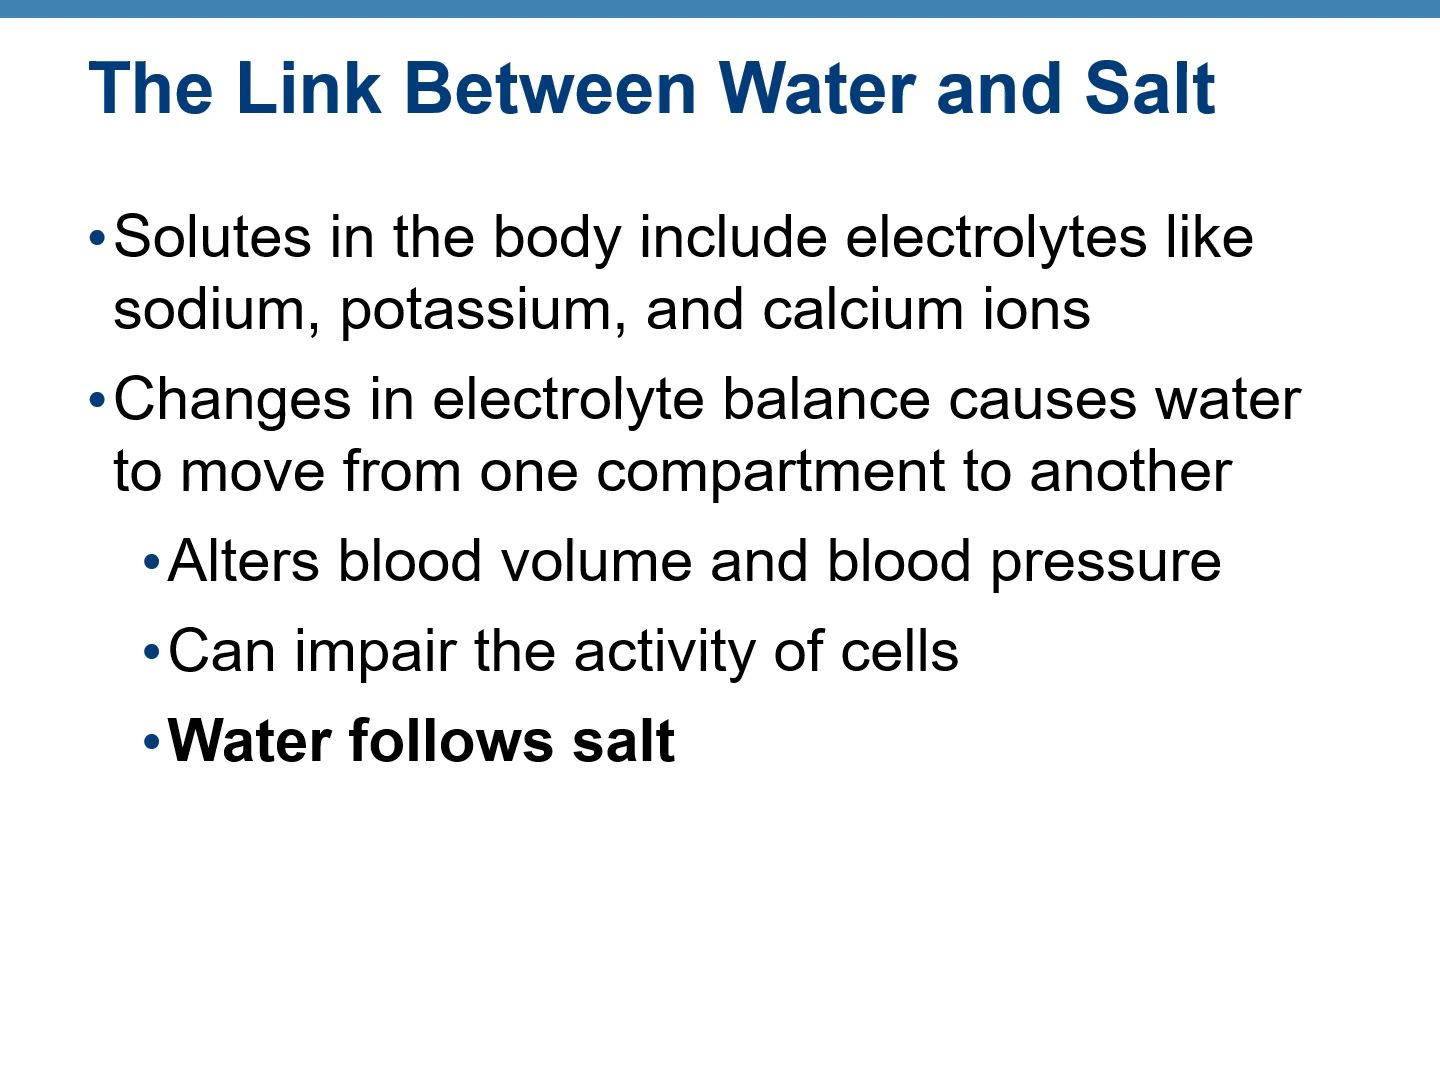 The Link Between Water and Salt
•Solutes in the body include electrolytes like
sodium, potassium, and calcium ions
•Changes in electrolyte balance causes water
to move from one compartment to another
•Alters blood volume and blood pressure
•Can impair the activity of cells
•Water follows salt